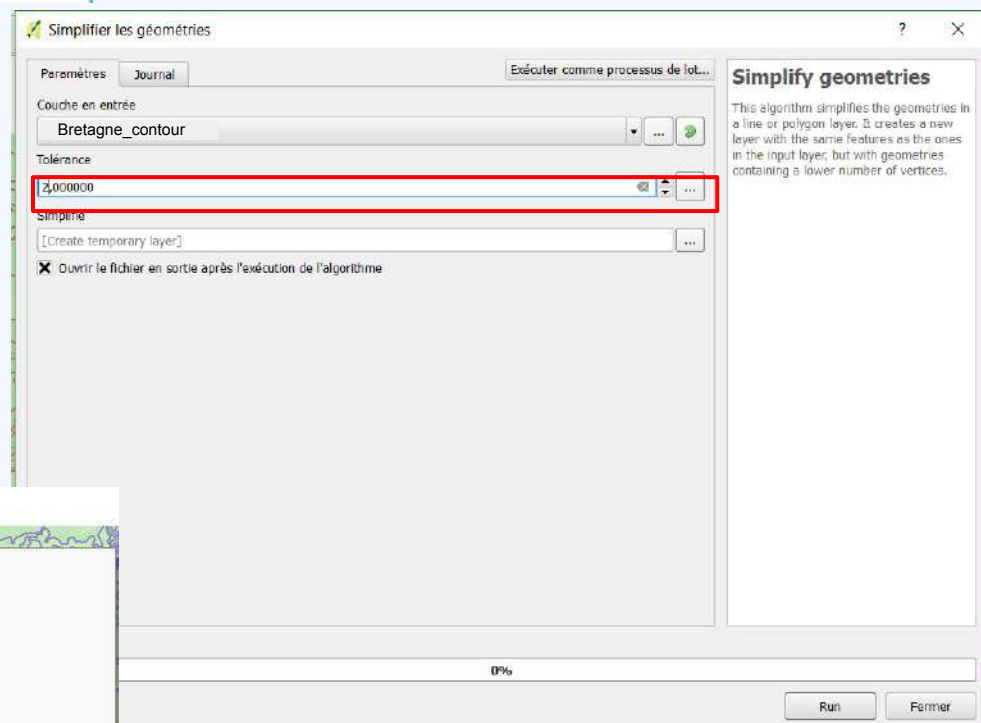 Simplifier les géométries
? X
Paramètres
Journal
Exécuter comme processus de lot...
Couche en entrée
Bretagne_contour
...
Tolérance
2,000000
...
Simplifié
[Create temporary layer]
...
Ouvrir le fichier en sortie après l'exécution de l'algorithme
Simplify geometries
This algorithm simplifies the geometries in
a line or polygon layer. It creates a new
layer with the same features as the ones
in the input layer, but with geometries
containing a lower number of vertices.
0%
Run
Fermer